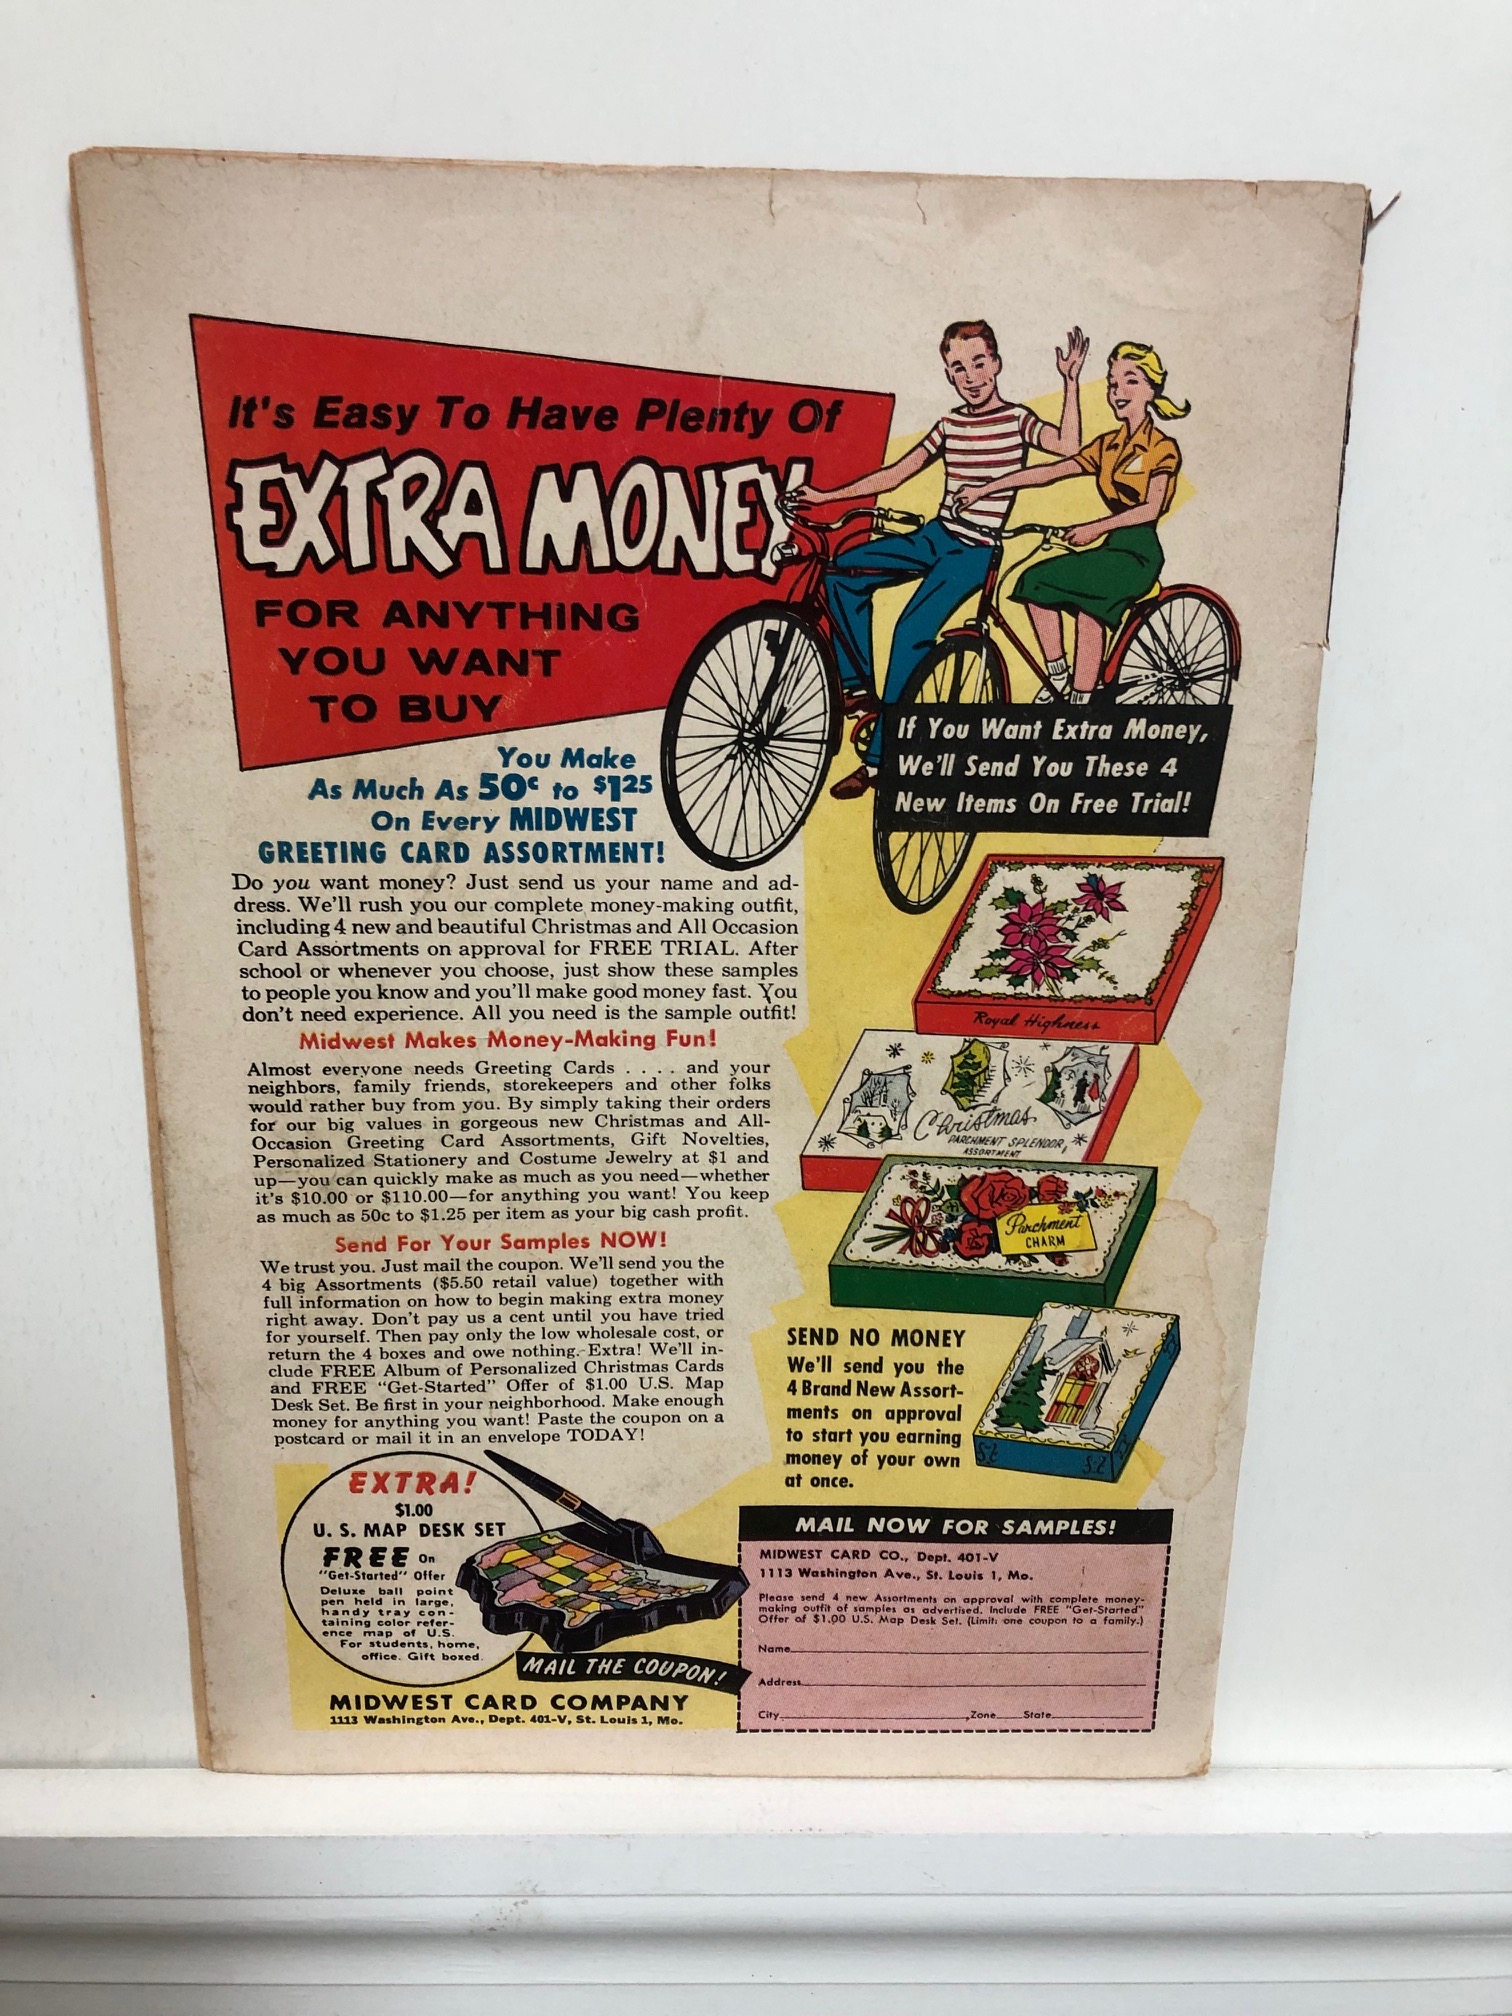 It's Easy To Have Plenty Of
EXTRA MONEY
FOR ANYTHING
YOU WANT
TO BUY
You Make
As Much As 50c to $1.25
On Every MIDWEST
GREETING CARD ASSORTMENT!
If You Want Extra Money,
We'll Send You These 4
New Items On Free Trial!
Do you want money? Just send us your name and ad-
dress. We'll rush you our complete money-making outfit,
including 4 new and beautiful Christmas and All Occasion
Card Assortments on approval for FREE TRIAL. After
school or whenever you choose, just show these samples
to people you know and you'll make good money fast. You
don't need experience. All you need is the sample outfit!
Midwest Makes Money-Making Fun!
Almost everyone needs Greeting Cards . . . . and your
neighbors, family friends, storekeepers and other folks
would rather buy from you. By simply taking their orders
for our big values in gorgeous new Christmas and All-
Occasion Greeting Card Assortments, Gift Novelties,
Personalized Stationery and Costume Jewelry at $1 and
up—you can quickly make as much as you need—whether
it's $10.00 or $110.00—for anything you want! You keep
as much as 50c to $1.25 per item as your big cash profit.
Send For Your Samples NOW!
We trust you. Just mail the coupon. We'll send you the
4 big Assortments ($5.50 retail value) together with
full information on how to begin making extra money
right away. Don't pay us a cent until you have tried
for yourself. Then pay only the low wholesale cost, or
return the 4 boxes and owe nothing. Extra! We'll in-
clude FREE Album of Personalized Christmas Cards
and FREE "Get-Started" Offer of $1.00 U.S. Map
Desk Set. Be first in your neighborhood. Make enough
money for anything you want! Paste the coupon on a
postcard or mail it in an envelope TODAY!
Royal Highness
Christmas
PARCHMENT SPLENDOR
ASSORTMENT
Parchment
CHARM
SEND NO MONEY
We'll send you the
4 Brand New Assort-
ments on approval
to start you earning
money of your own
at once.
EXTRA!
$1.00
U. S. MAP DESK SET
FREE On
"Get-Started" Offer
Deluxe ball point
pen held in large,
handy tray con-
taining color refer-
ence map of U.S.
For students, home,
office. Gift boxed.
MAIL THE COUPON!
MIDWEST CARD COMPANY
1113 Washington Ave., Dept. 401-V, St. Louis 1, Mo.
MAIL NOW FOR SAMPLES!
MIDWEST CARD CO., Dept. 401-V
1113 Washington Ave., St. Louis 1, Mo.
Please send 4 new Assortments on approval with complete money-
making outfit of samples as advertised. Include FREE "Get-Started"
Offer of $1.00 U.S. Map Desk Set. (Limit: one coupon to a family.)
Name
Address
City Zone State